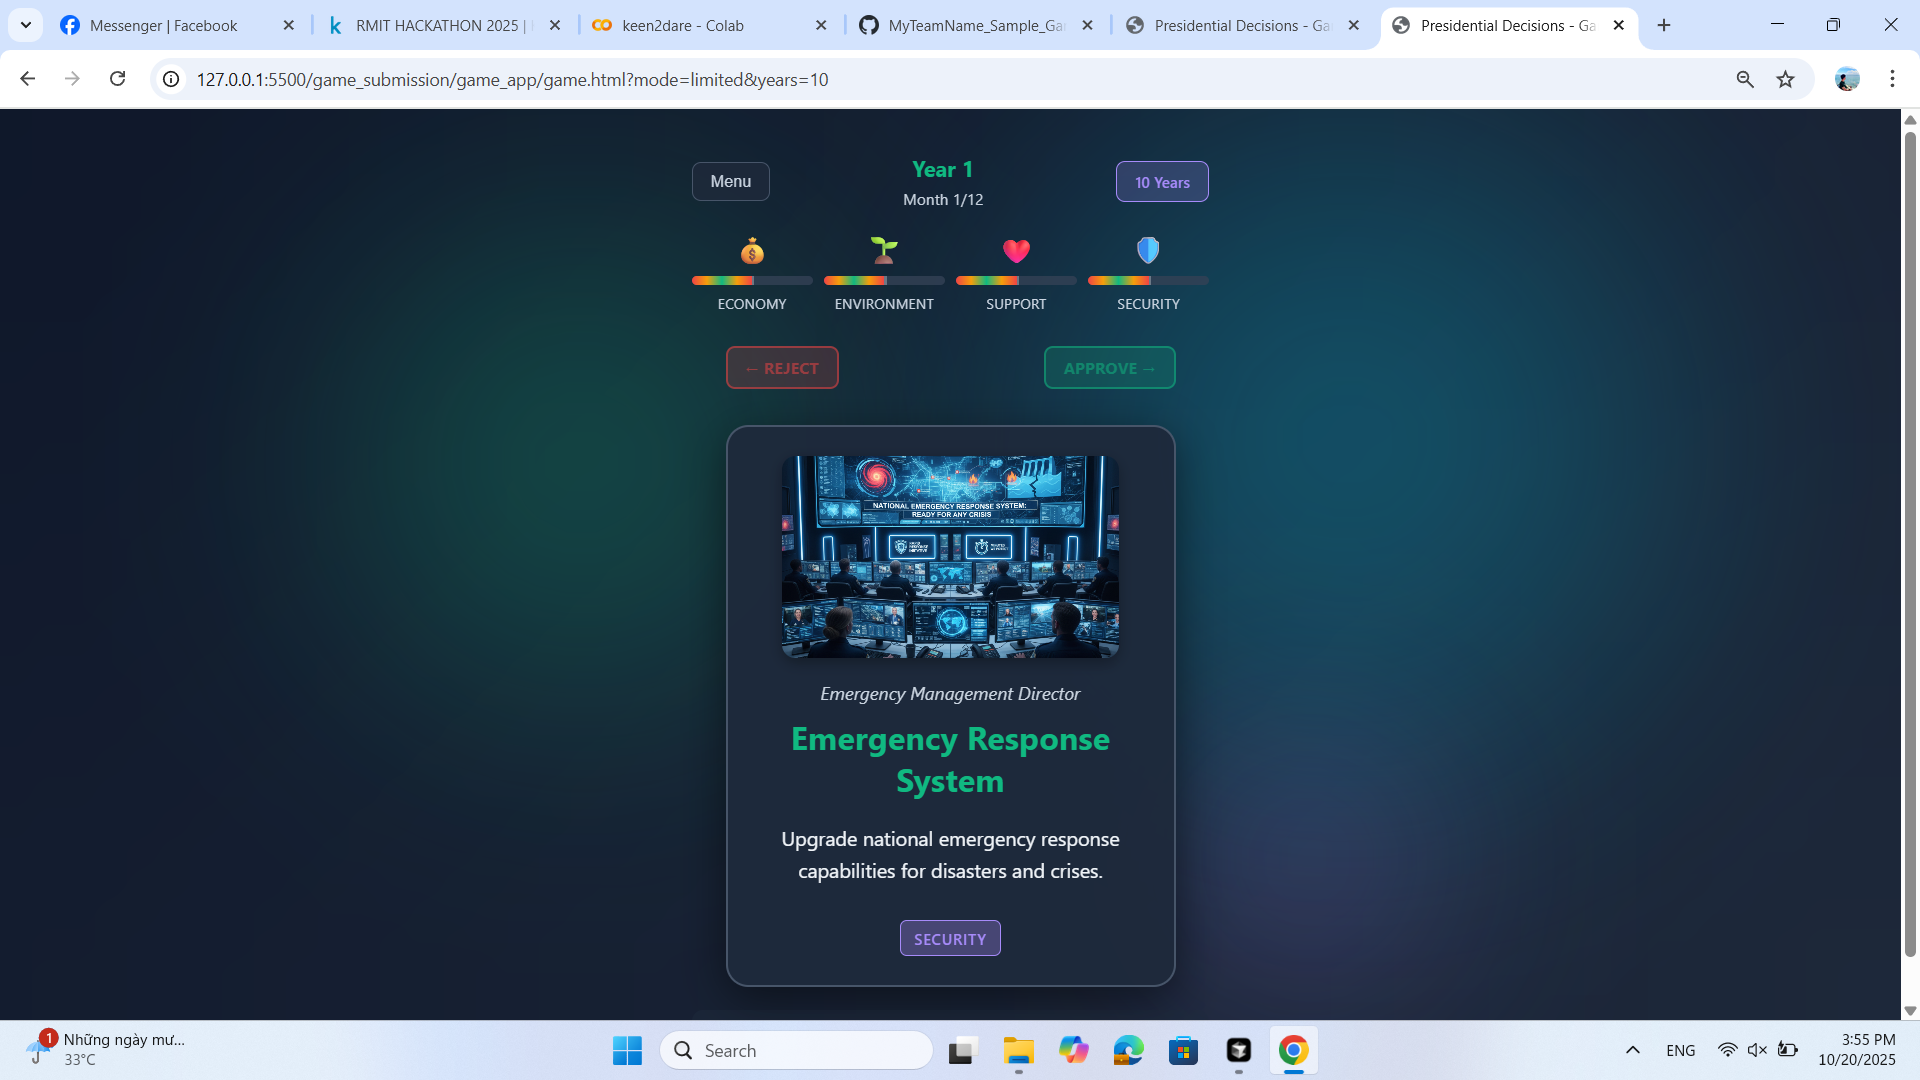 Messenger | Facebook
RMIT HACKATHON 2025 |
keen2dare - Colab
MyTeamName_Sample_Ga
Presidential Decisions - Ga
Presidential Decisions - Ga
127.0.0.1:5500/game_submission/game_app/game.html?mode=limited&years=10
Menu
Year 1
Month 1/12
10 Years
ECONOMY
ENVIRONMENT
SUPPORT
SECURITY
← REJECT
APPROVE →
NATIONAL EMERGENCY RESPONSE SYSTEM:
READY FOR ANY CRISIS
Emergency Management Director
Emergency Response
System
Upgrade national emergency response
capabilities for disasters and crises.
SECURITY
1
Những ngày mư...
33°C
Search
ENG
3:55 PM
10/20/2025